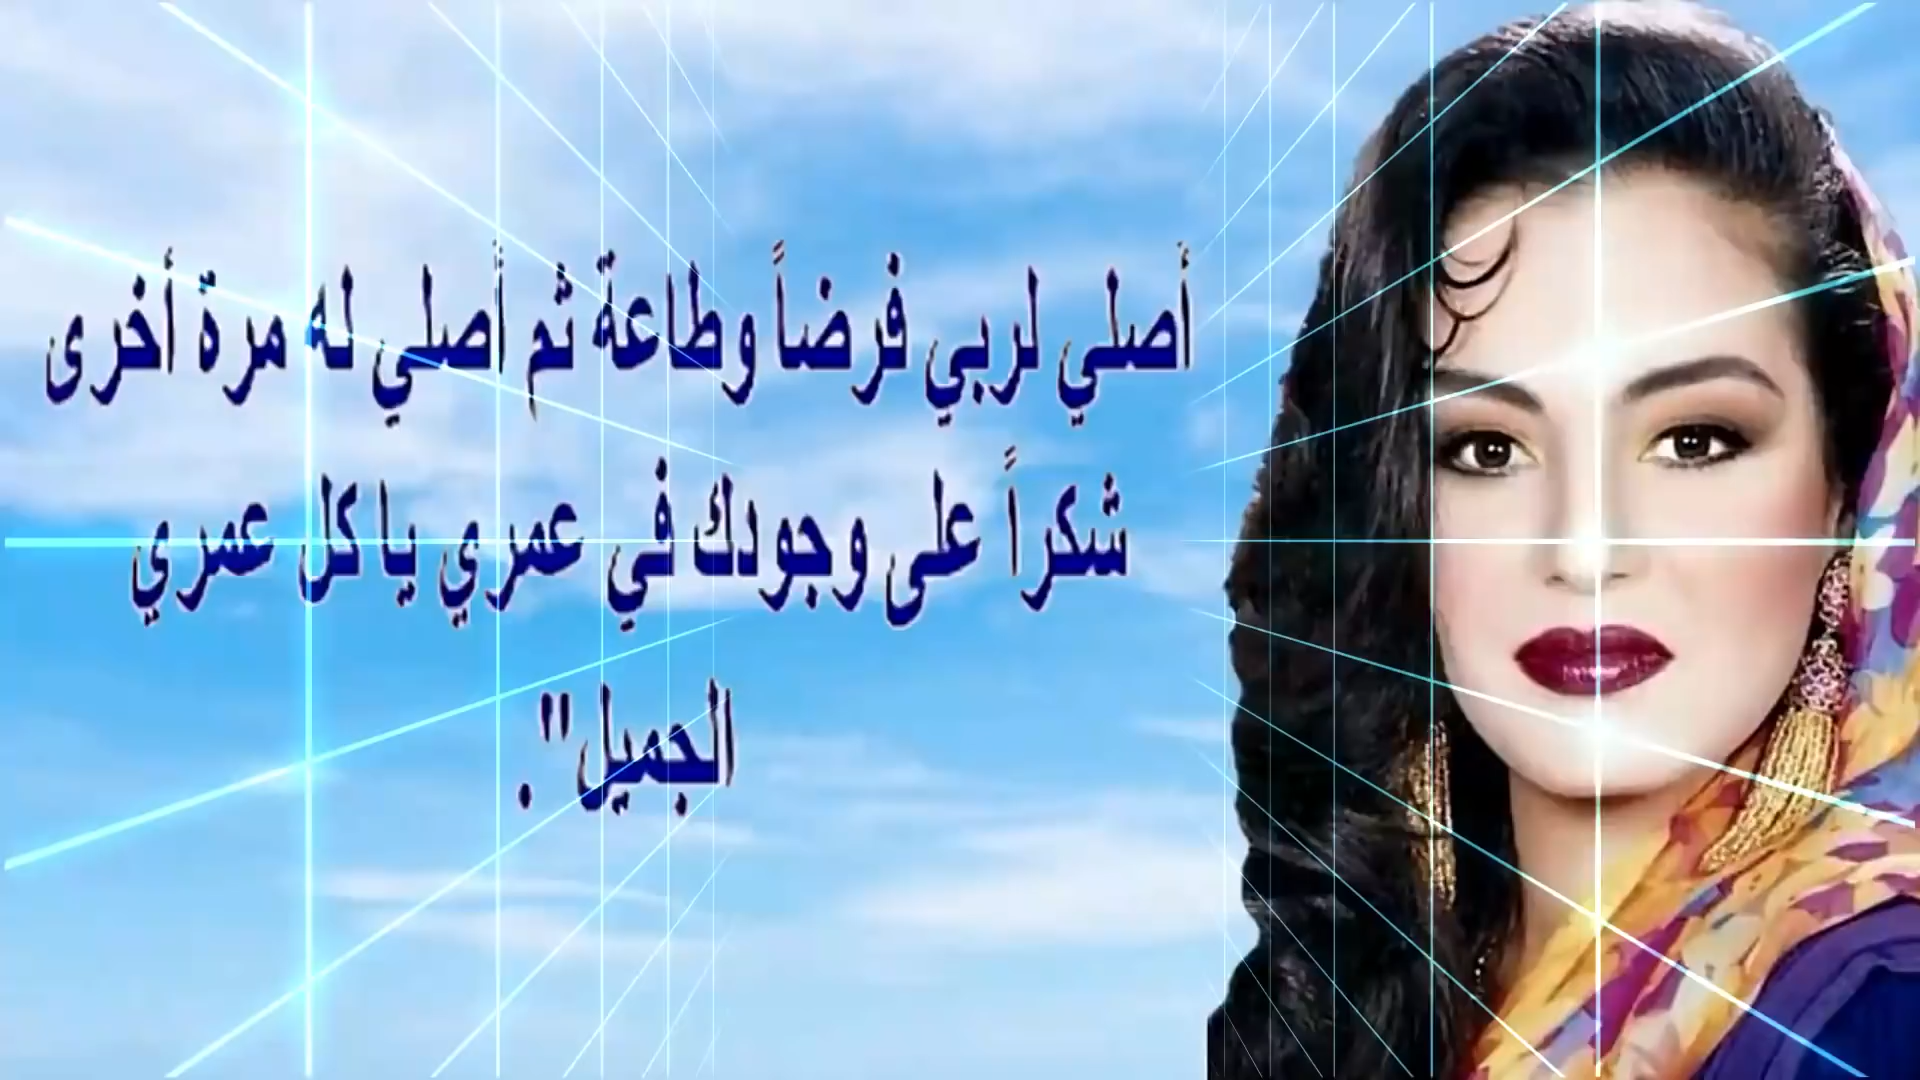 أصلي لربي فرضاً وطاعة ثم أصلي له مرة أخرى
شكراً على وجودك في عمري يا كل عمري
الجميل".